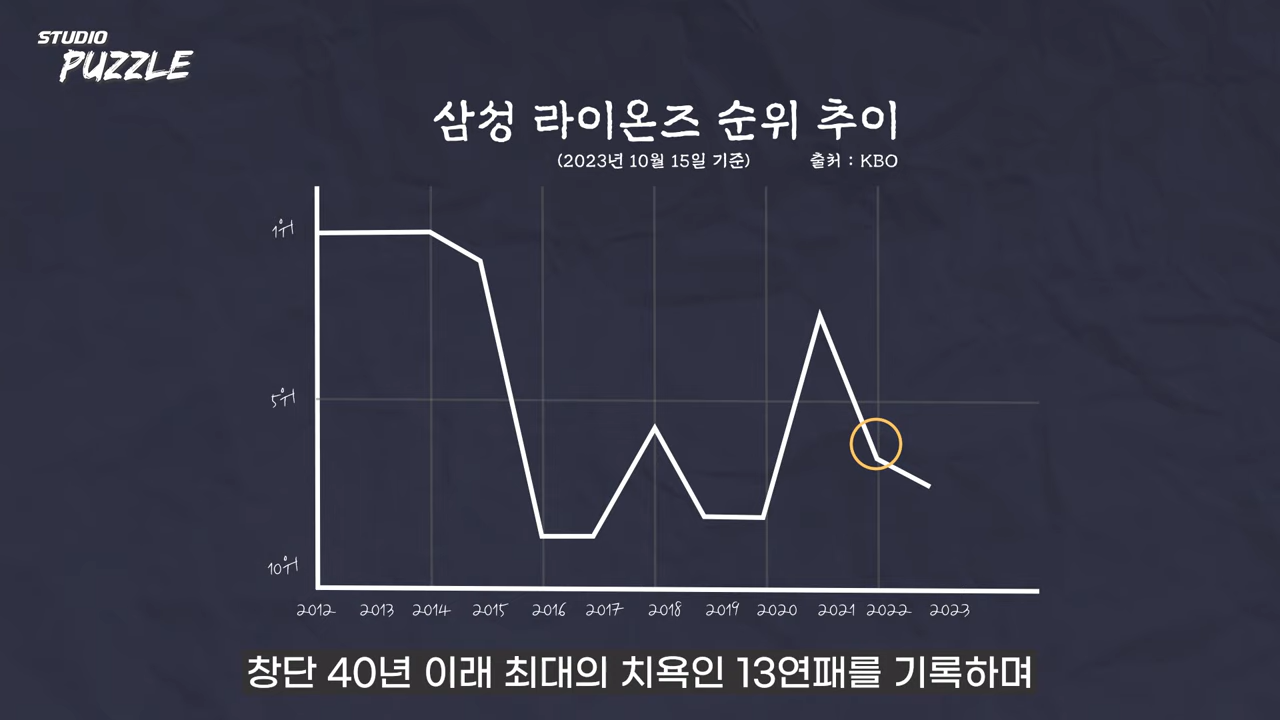 STUDIO
PUZZLE
삼성 라이온즈 순위 추이
(2023년 10월 15일 기준) 출처 : KBO
1위
5위
10위
2012 2013 2014 2015 2016 2017 2018 2019 2020 2021 2022 2023
창단 40년 이래 최대의 치욕인 13연패를 기록하며